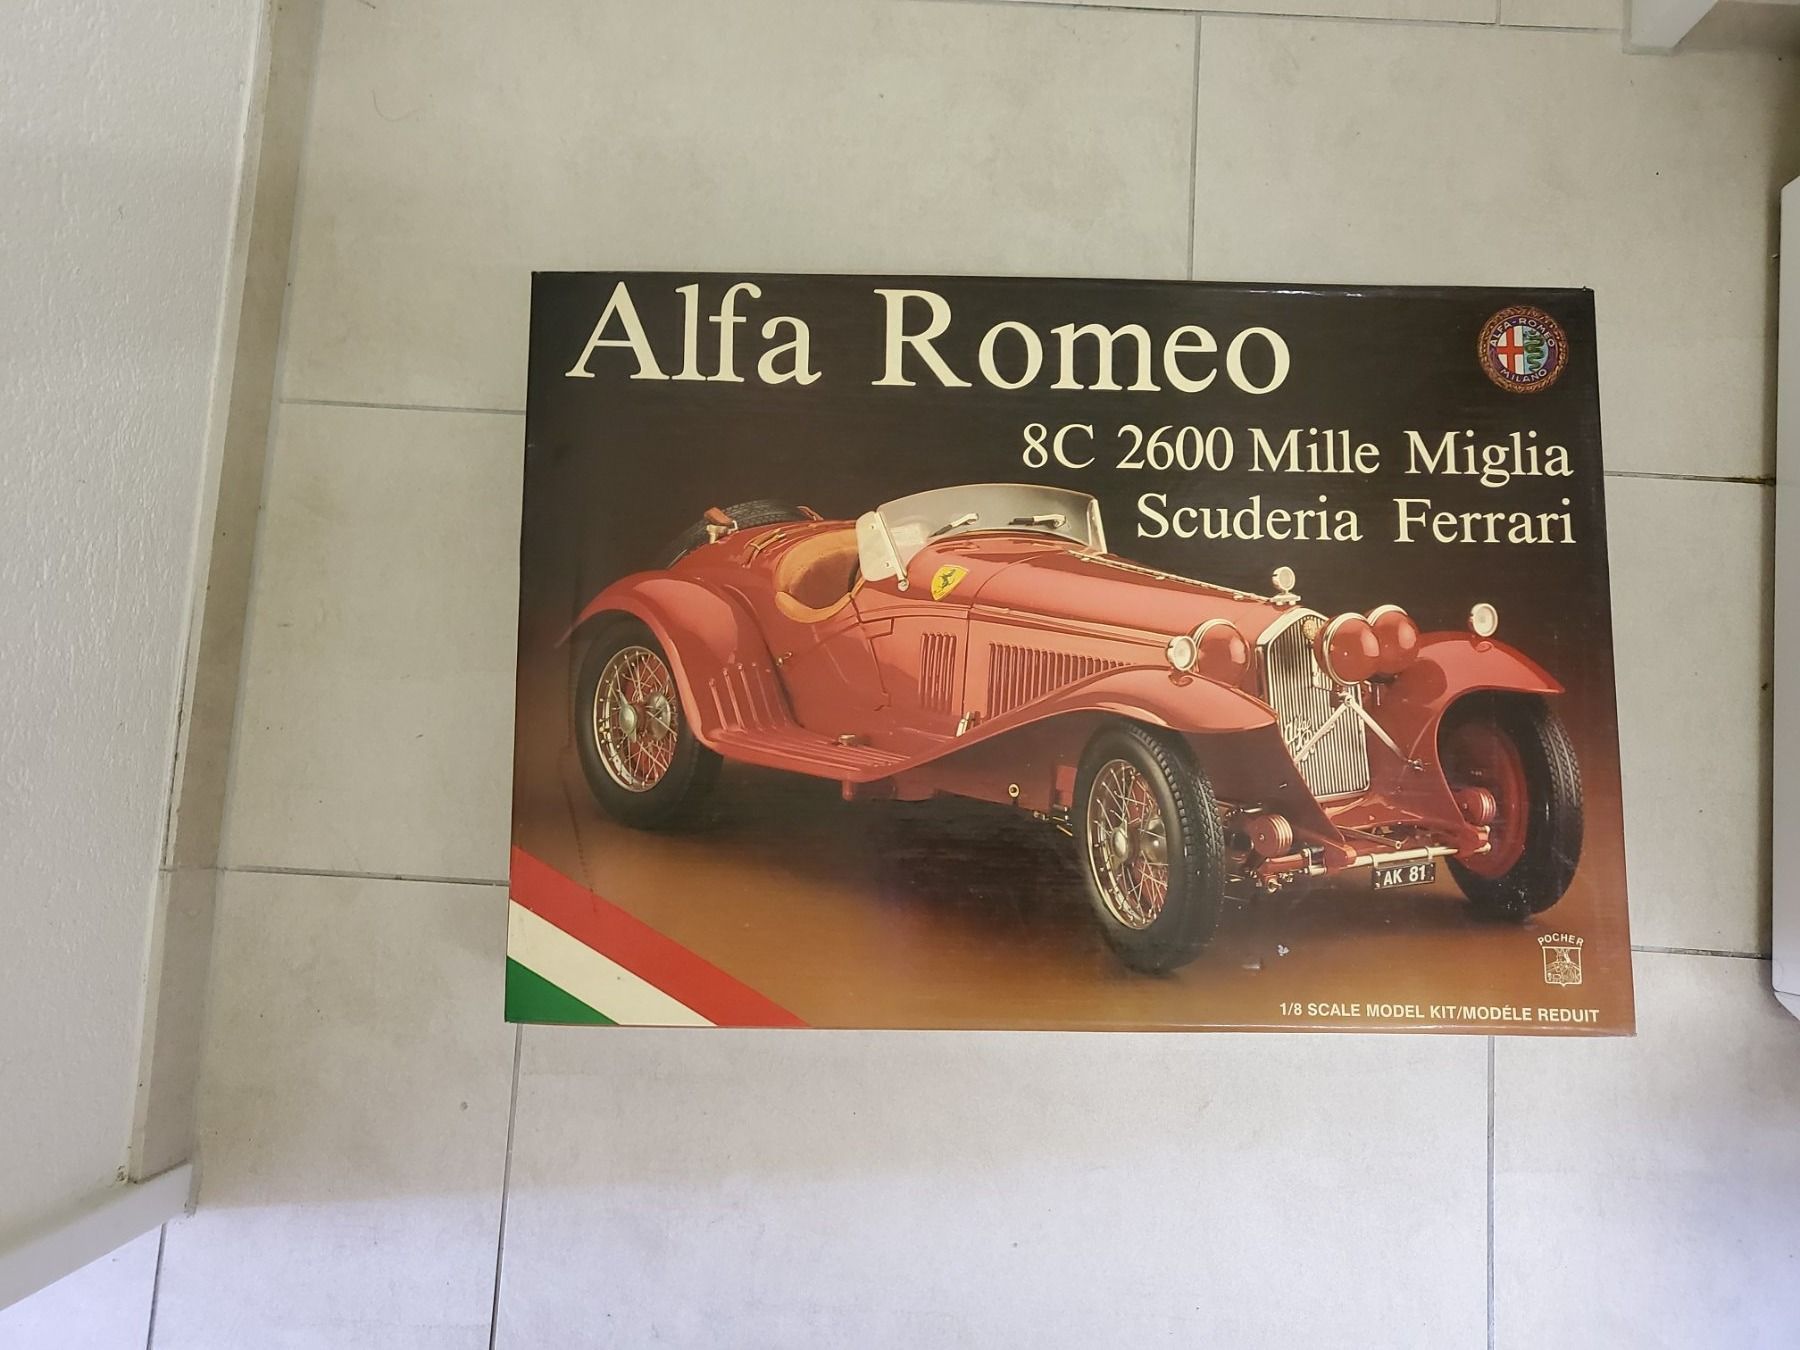 Alfa Romeo
ALFA-ROMEO
MILANO
8C 2600 Mille Miglia
Scuderia Ferrari
AK 81
POCHER
1/8 SCALE MODEL KIT/MODÉLE REDUIT